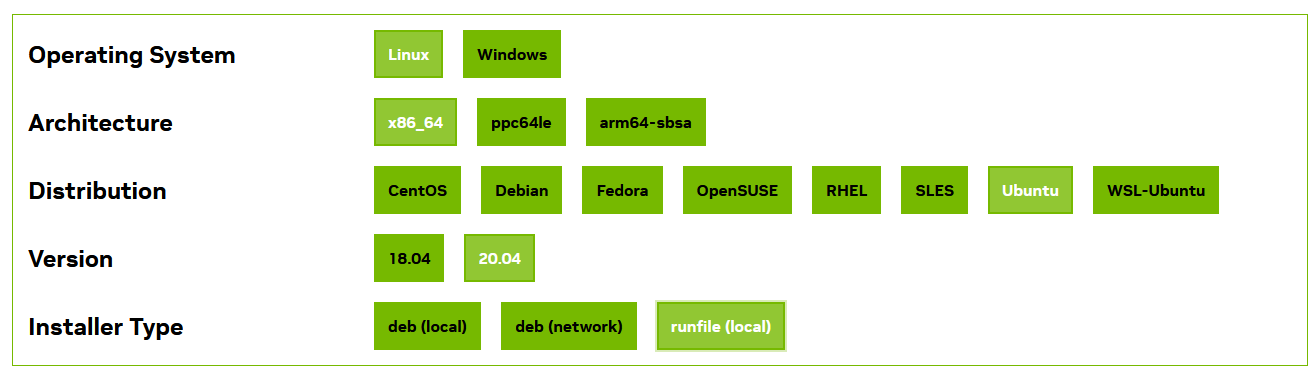 Operating System Linux Windows
Architecture x86_64 ppc64le arm64-sbsa
Distribution CentOS Debian Fedora OpenSUSE RHEL SLES Ubuntu WSL-Ubuntu
Version 18.04 20.04
Installer Type deb (local) deb (network) runfile (local)